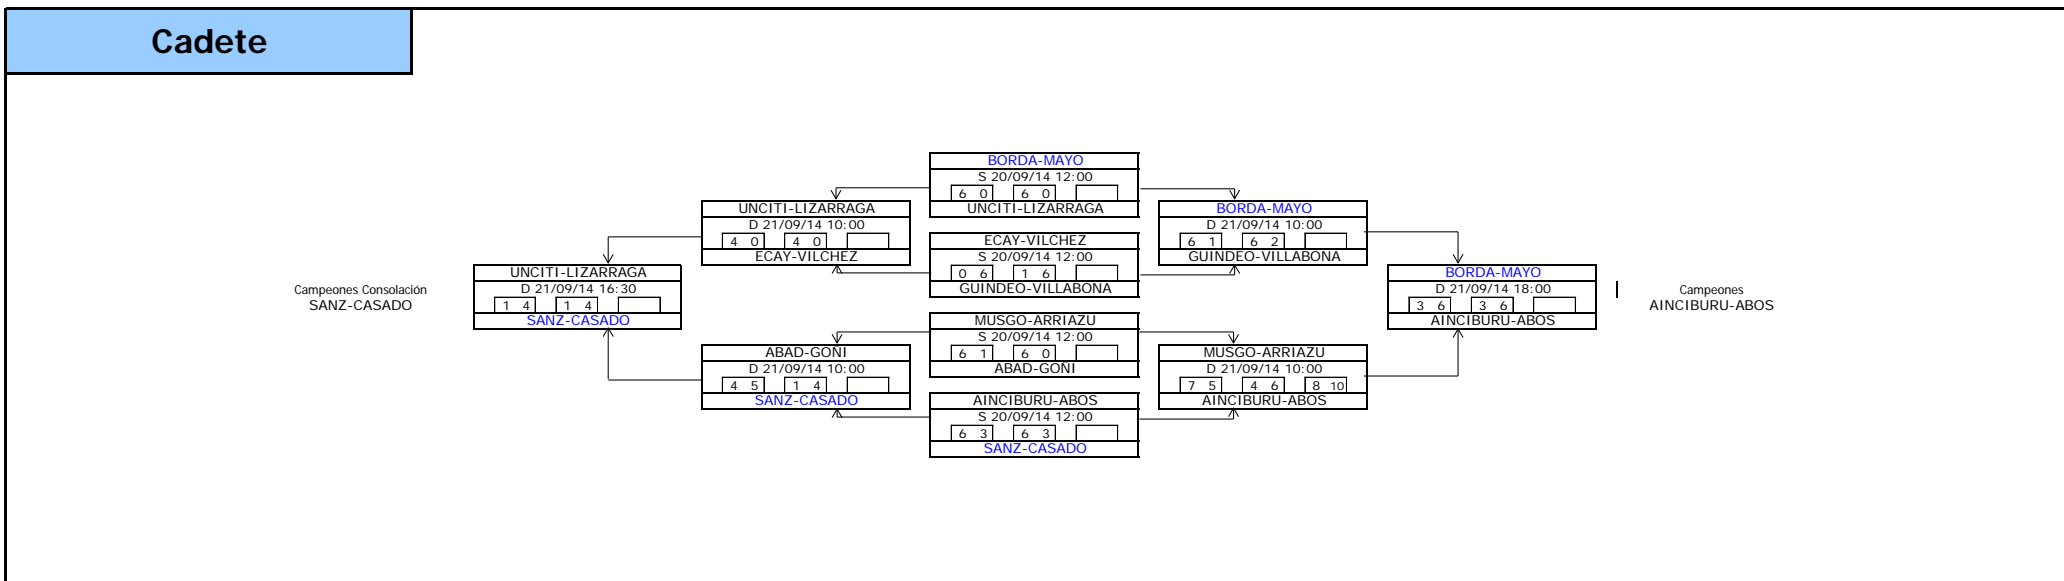 Cadete
BORDA-MAYO
S 20/09/14 12:00
6 0 6 0
UNCITI-LIZARRAGA
UNCITI-LIZARRAGA
D 21/09/14 10:00
4 0 4 0
ECAY-VILCHEZ
BORDA-MAYO
D 21/09/14 10:00
6 1 6 2
GUINDEO-VILLABONA
ECAY-VILCHEZ
S 20/09/14 12:00
0 6 1 6
GUINDEO-VILLABONA
Campeones Consolación
SANZ-CASADO
UNCITI-LIZARRAGA
D 21/09/14 16:30
1 4 1 4
SANZ-CASADO
BORDA-MAYO
D 21/09/14 18:00
3 6 3 6
AINCIBURU-ABOS
Campeones
AINCIBURU-ABOS
MUSGO-ARRIAZU
S 20/09/14 12:00
6 1 6 0
ABAD-GOÑI
ABAD-GOÑI
D 21/09/14 10:00
4 5 1 4
SANZ-CASADO
MUSGO-ARRIAZU
D 21/09/14 10:00
7 5 4 6 8 10
AINCIBURU-ABOS
AINCIBURU-ABOS
S 20/09/14 12:00
6 3 6 3
SANZ-CASADO